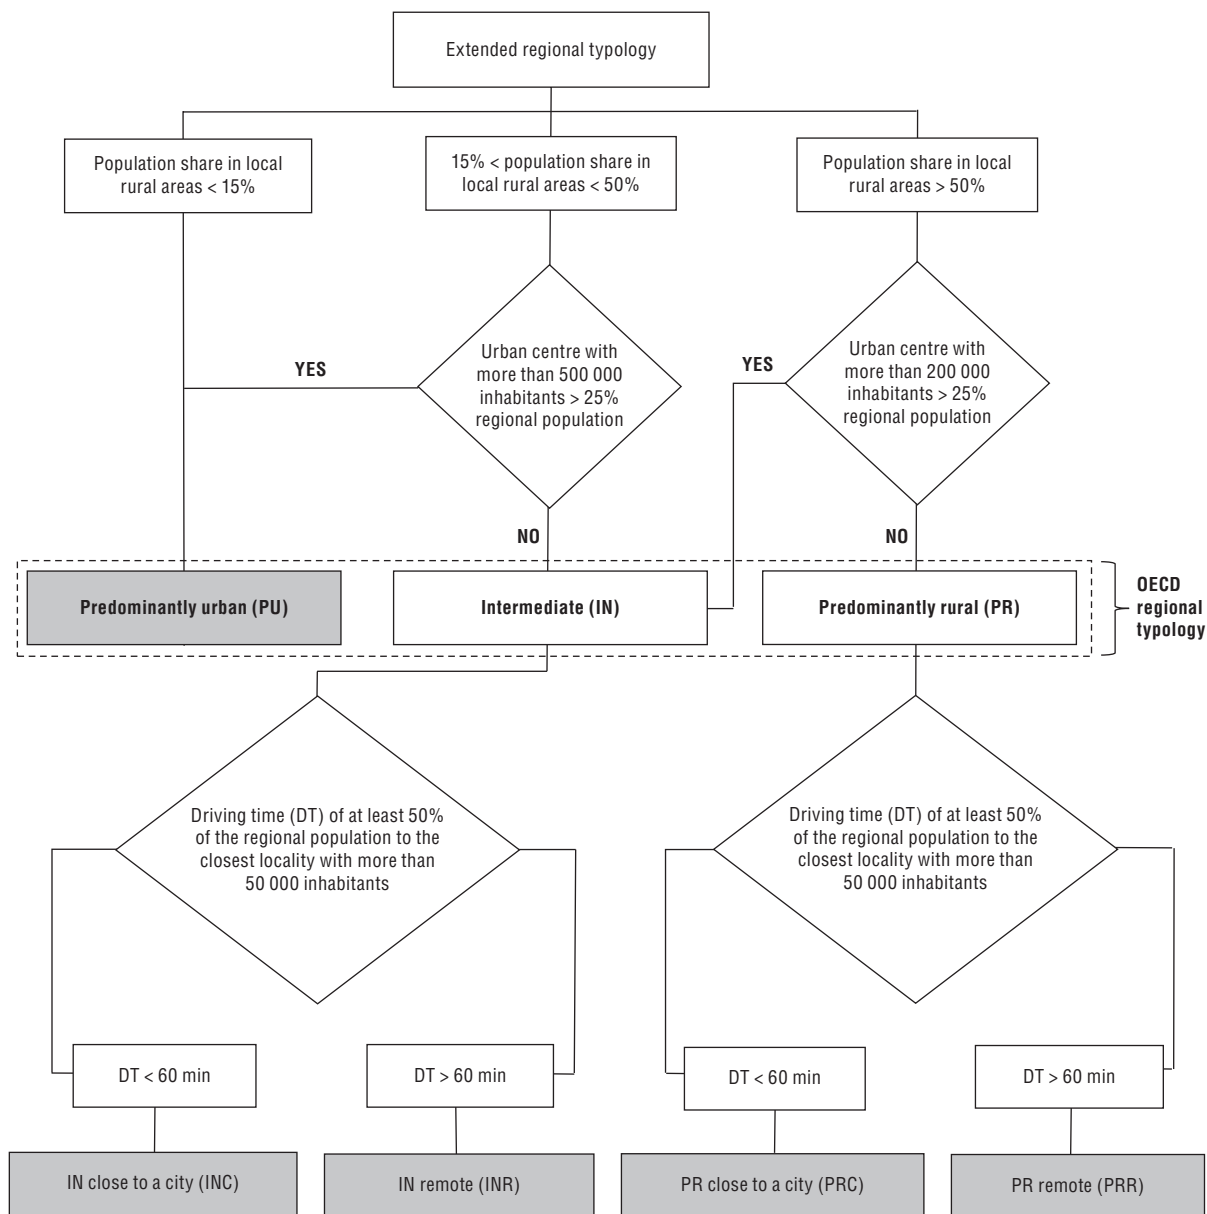 Extended regional typology
Population share in local
rural areas < 15%
15% < population share in
local rural areas < 50%
Population share in local
rural areas > 50%
YES
Urban centre with
more than 500 000
inhabitants > 25%
regional population
YES
Urban centre with
more than 200 000
inhabitants > 25%
regional population
NO
NO
Predominantly urban (PU)
Intermediate (IN)
Predominantly rural (PR)
OECD
regional
typology
Driving time (DT) of at least 50%
of the regional population to the
closest locality with more than
50 000 inhabitants
Driving time (DT) of at least 50%
of the regional population to the
closest locality with more than
50 000 inhabitants
DT < 60 min
DT > 60 min
DT < 60 min
DT > 60 min
IN close to a city (INC)
IN remote (INR)
PR close to a city (PRC)
PR remote (PRR)